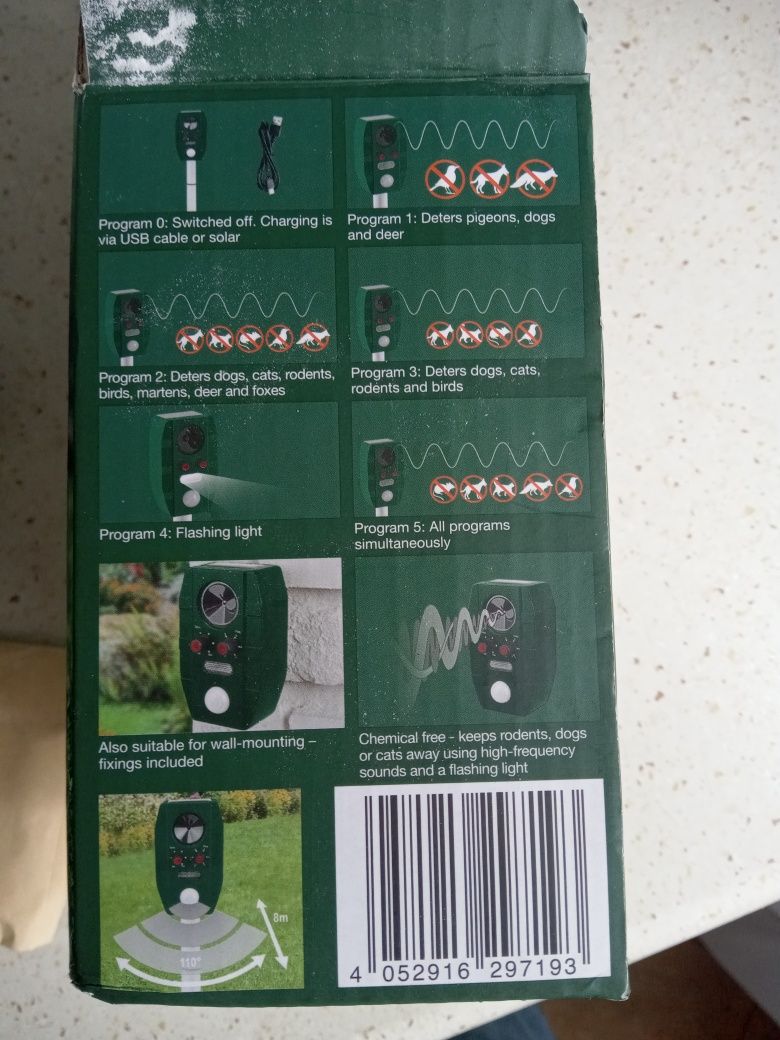 Program 0: Switched off. Charging is
via USB cable or solar
Program 1: Deters pigeons, dogs
and deer
Program 2: Deters dogs, cats, rodents,
birds, martens, deer and foxes
Program 3: Deters dogs, cats,
rodents and birds
Program 4: Flashing light
Program 5: All programs
simultaneously
Also suitable for wall-mounting –
fixings included
Chemical free - keeps rodents, dogs
or cats away using high-frequency
sounds and a flashing light
8m
110°
4 052916 297193